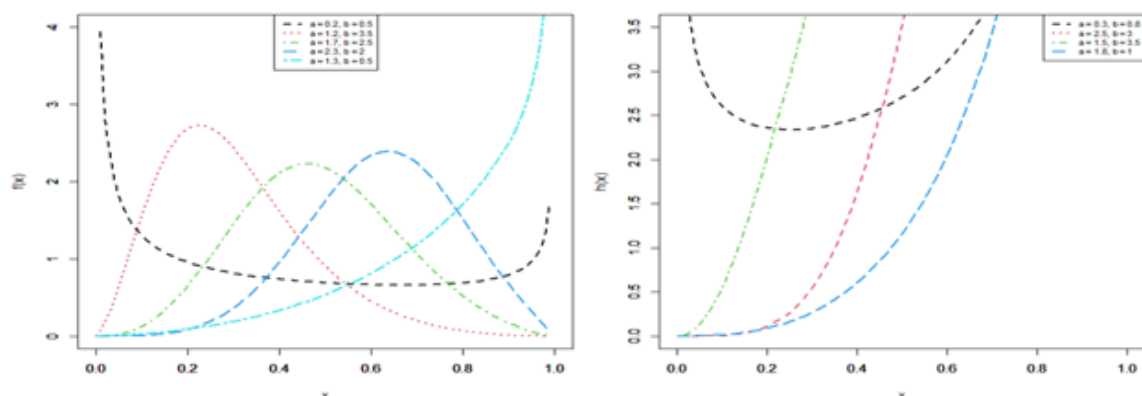 a = 0.2, b = 0.5
a = 1.2, b = 3.5
a = 1.7, b = 2.5
a = 2.3, b = 2
a = 1.3, b = 0.5
f(x)
0 1 2 3 4
0.0 0.2 0.4 0.6 0.8 1.0
a = 0.3, b = 0.8
a = 2.5, b = 3
a = 1.5, b = 3.5
a = 1.8, b = 1
h(x)
0.0 0.5 1.0 1.5 2.0 2.5 3.0 3.5
0.0 0.2 0.4 0.6 0.8 1.0